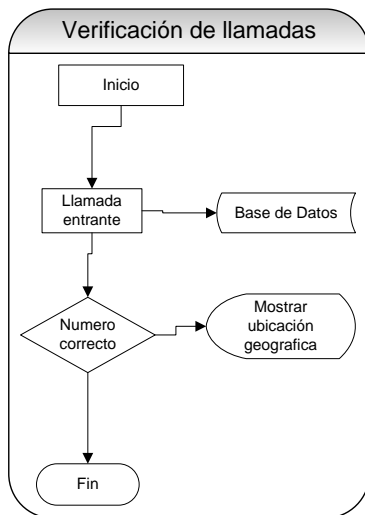 Verificación de llamadas
Inicio
Llamada
entrante
Base de Datos
Numero
correcto
Mostrar
ubicación
geografica
Fin